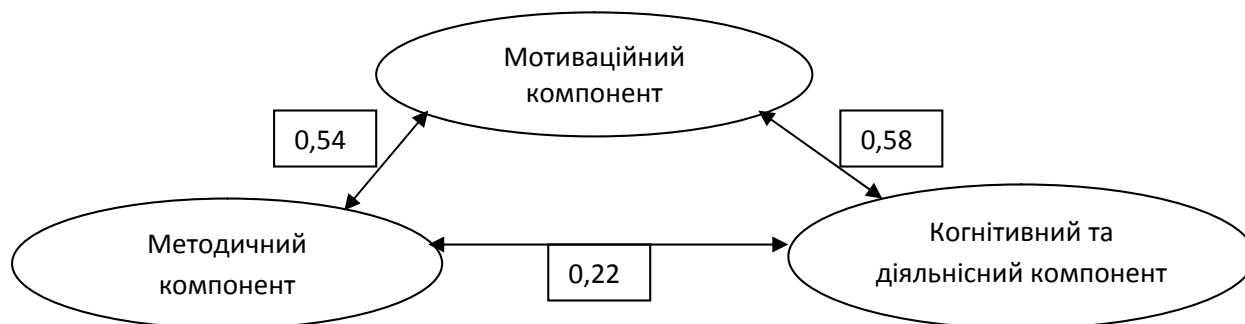 Мотиваційний
компонент
0,54
0,58
Методичний
компонент
0,22
Когнітивний та
діяльнісний компонент